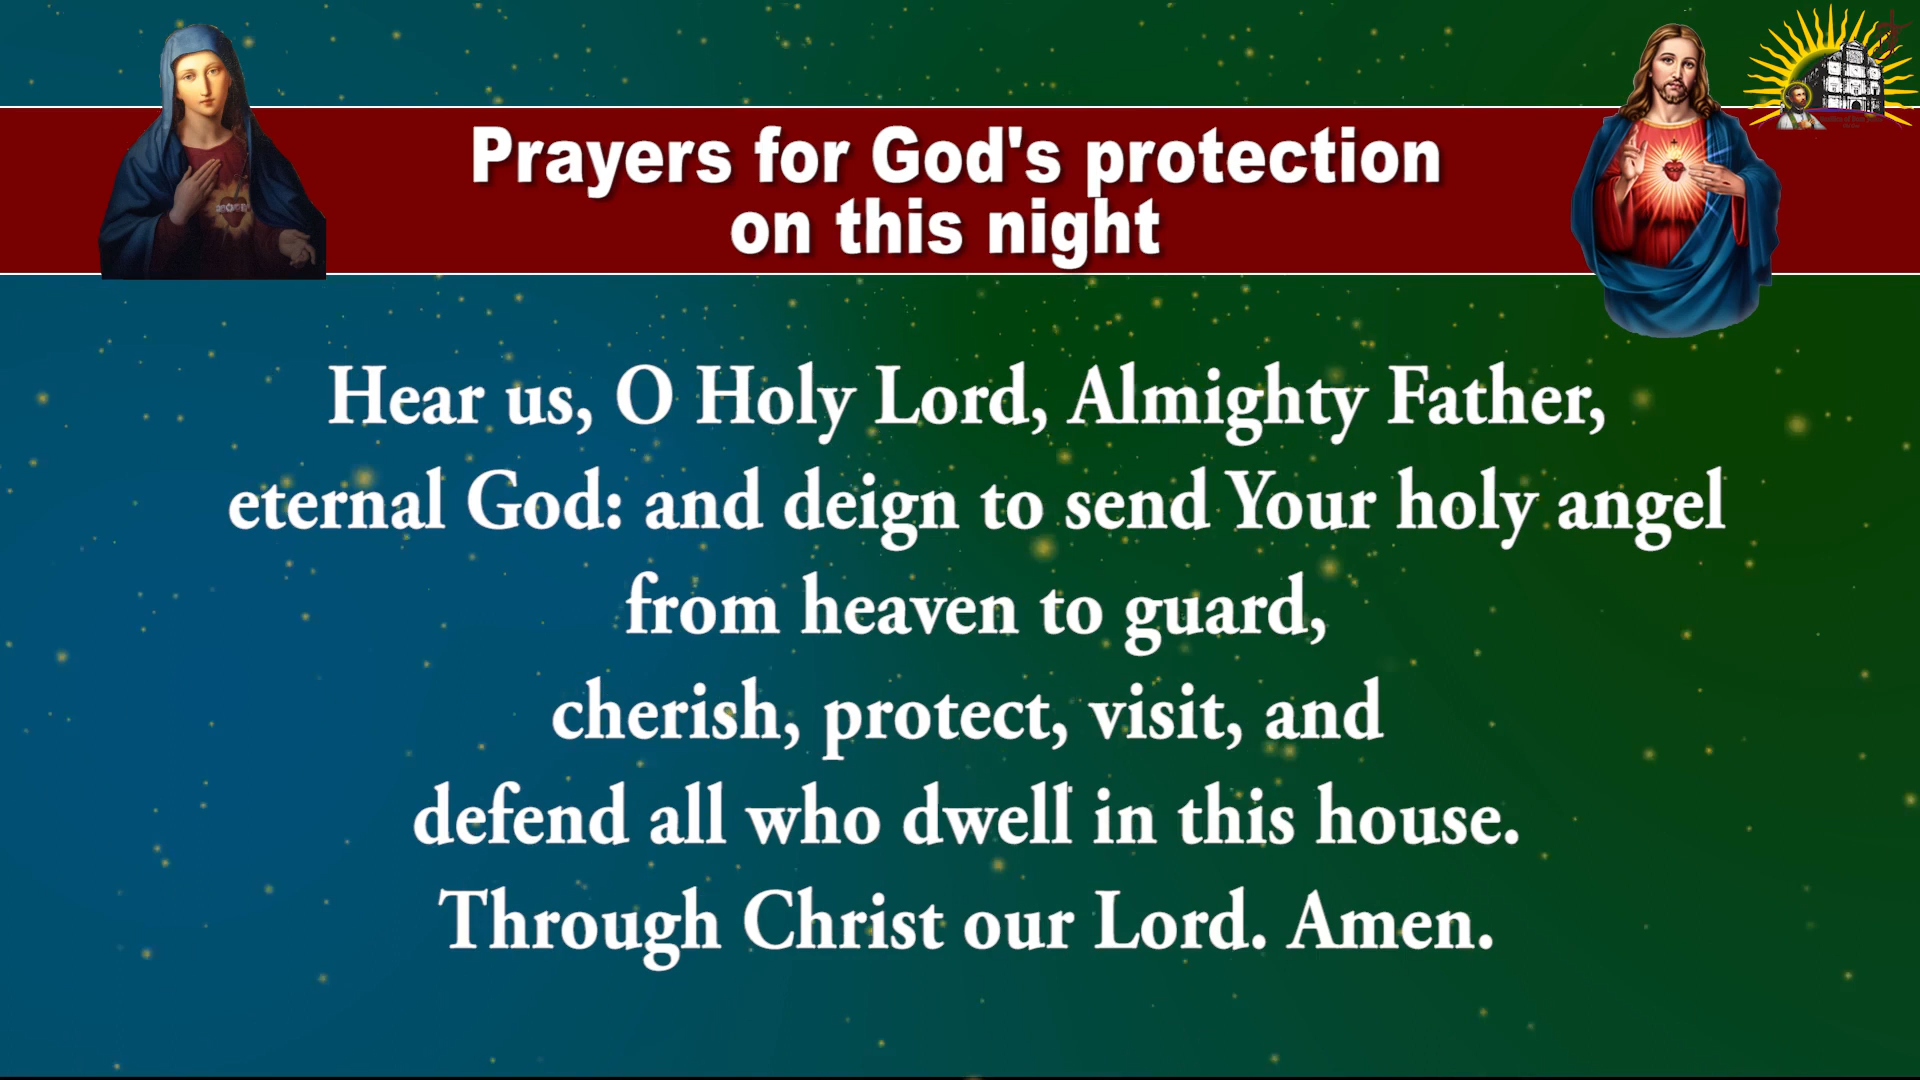 Prayers for God's protection
on this night
Hear us, O Holy Lord, Almighty Father,
eternal God: and deign to send Your holy angel
from heaven to guard,
cherish, protect, visit, and
defend all who dwell in this house.
Through Christ our Lord. Amen.